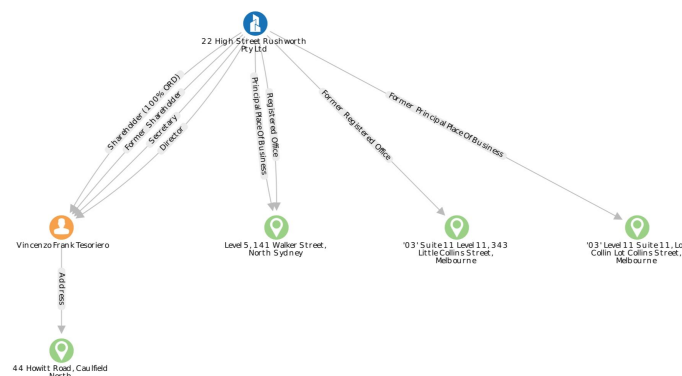 22 High Street Rushworth
Pty Ltd
Shareholder (100% ORD)
Former Shareholder
Secretary
Director
Principal Place Of Business
Registered Office
Former Registered Office
Former Principal Place Of Business
Vincenzo Frank Tesoriero
Level 5, 141 Walker Street,
North Sydney
'03' Suite 11 Level 11, 343
Little Collins Street,
Melbourne
'03' Level 11 Suite 11, Lo
Collin Lot Collins Street,
Melbourne
Address
44 Howitt Road, Caulfield
North